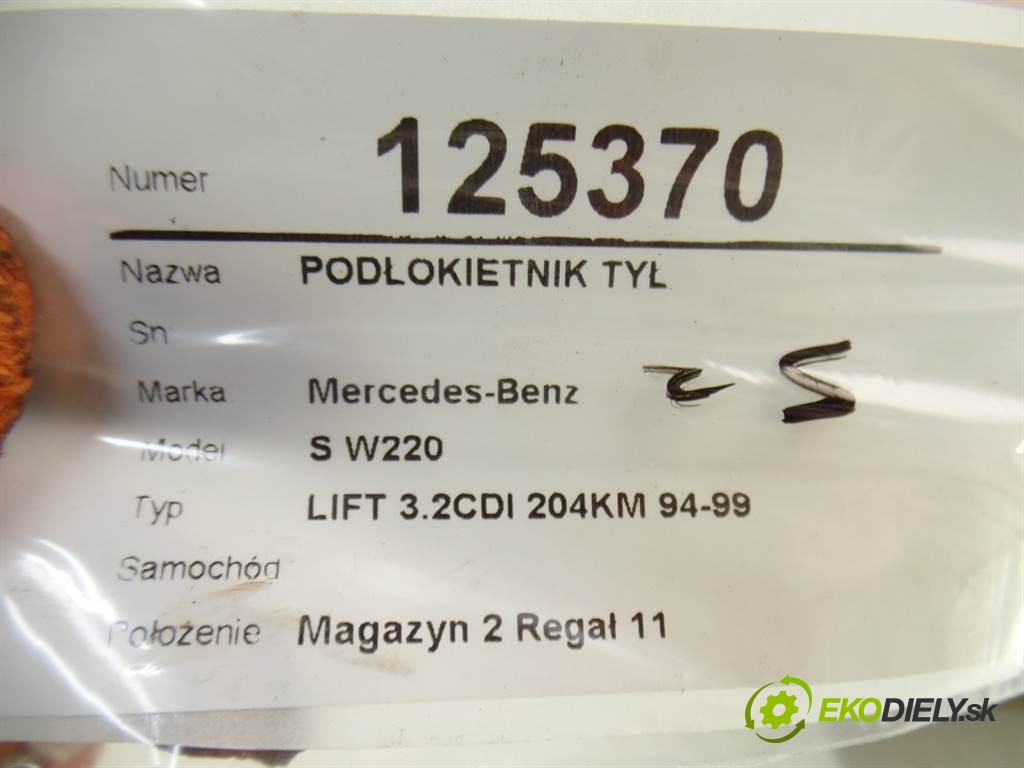 Numer 125370
Nazwa PODŁOKIETNIK TYŁ
Sn
Marka Mercedes-Benz
Model S W220
Typ LIFT 3.2CDI 204KM 94-99
Samochód
Położenie Magazyn 2 Regał 11
EKODIELY.sk